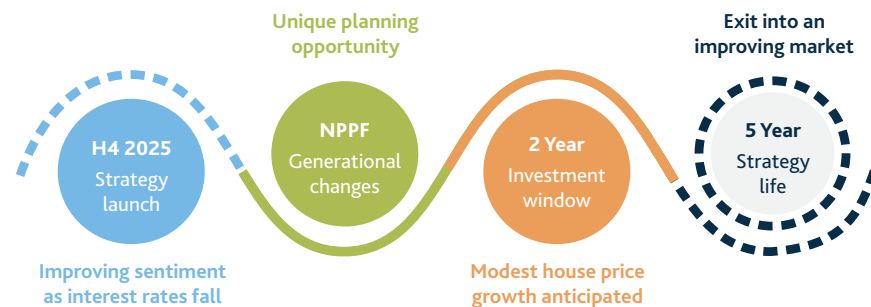 Unique planning
opportunity
Exit into an
improving market
H4 2025
Strategy
launch
NPPF
Generational
changes
2 Year
Investment
window
5 Year
Strategy
life
Improving sentiment
as interest rates fall
Modest house price
growth anticipated